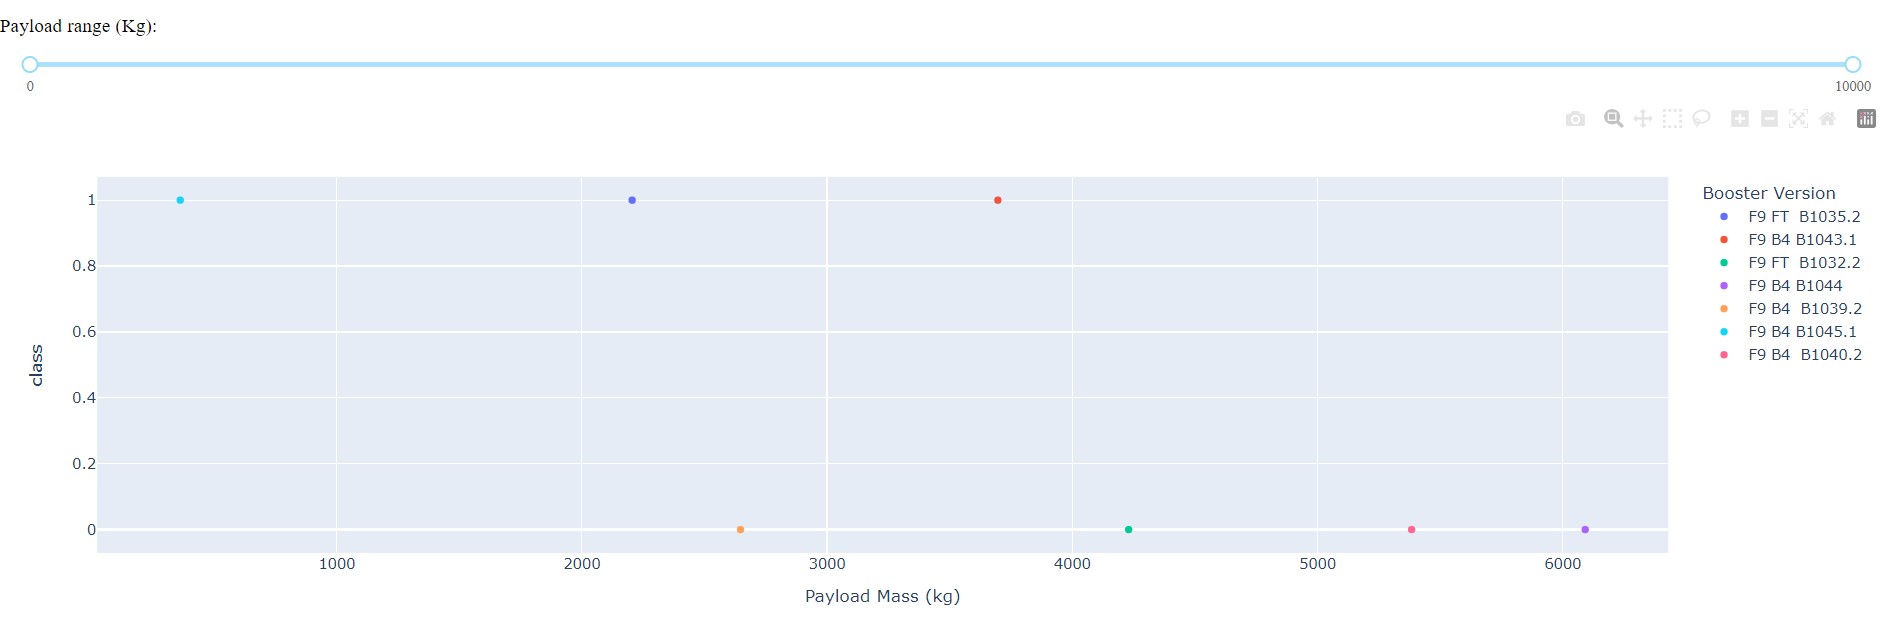 Payload range (Kg):
0
10000
Booster Version
F9 FT  B1035.2
F9 B4 B1043.1
F9 FT  B1032.2
F9 B4 B1044
F9 B4  B1039.2
F9 B4 B1045.1
F9 B4  B1040.2
class
1
0.8
0.6
0.4
0.2
0
1000
2000
3000
4000
5000
6000
Payload Mass (kg)